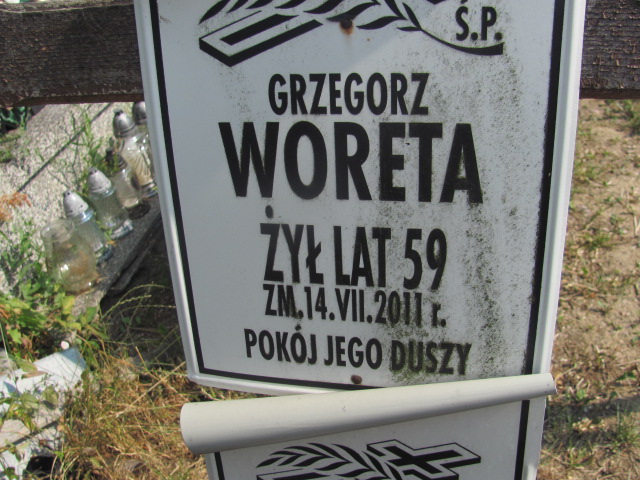 Ś.P.
GRZEGORZ
WORETA
ŻYŁ LAT 59
ZM.14.VII.2011 r.
POKÓJ JEGO DUSZY